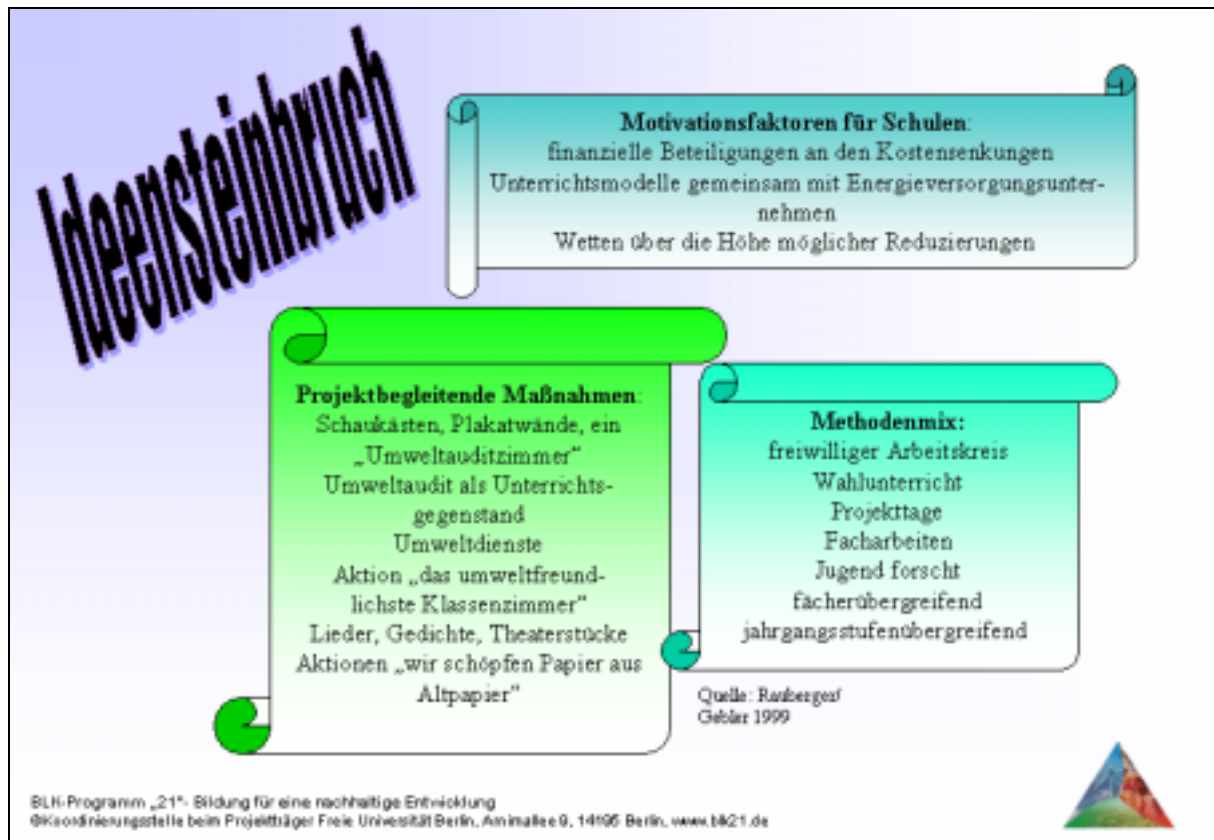 Ideensteinbruch
Motivationsfaktoren für Schulen:
finanzielle Beteiligungen an den Kostensenkungen
Unterrichtsmodelle gemeinsam mit Energieversorgungsunter-
nehmen
Wetten über die Höhe möglicher Reduzierungen
Projektbegleitende Maßnahmen:
Schaukästen, Plakatwände, ein
„Umweltauditzimmer“
Umweltaudit als Unterrichts-
gegenstand
Umweltdienste
Aktion „das umweltfreund-
lichste Klassenzimmer“
Lieder, Gedichte, Theaterstücke
Aktionen „wir schöpfen Papier aus
Altpapier“
Methodenmix:
freiwilliger Arbeitskreis
Wahlunterricht
Projekttage
Facharbeiten
Jugend forscht
fächerübergreifend
jahrgangsstufenübergreifend
Quelle: Rauberger/
Gebler 1999
BLK-Programm „21“- Bildung für eine nachhaltige Entwicklung
©Koordinierungsstelle beim Projektträger Freie Universität Berlin, Arnimallee 9, 14195 Berlin, www.blk21.de